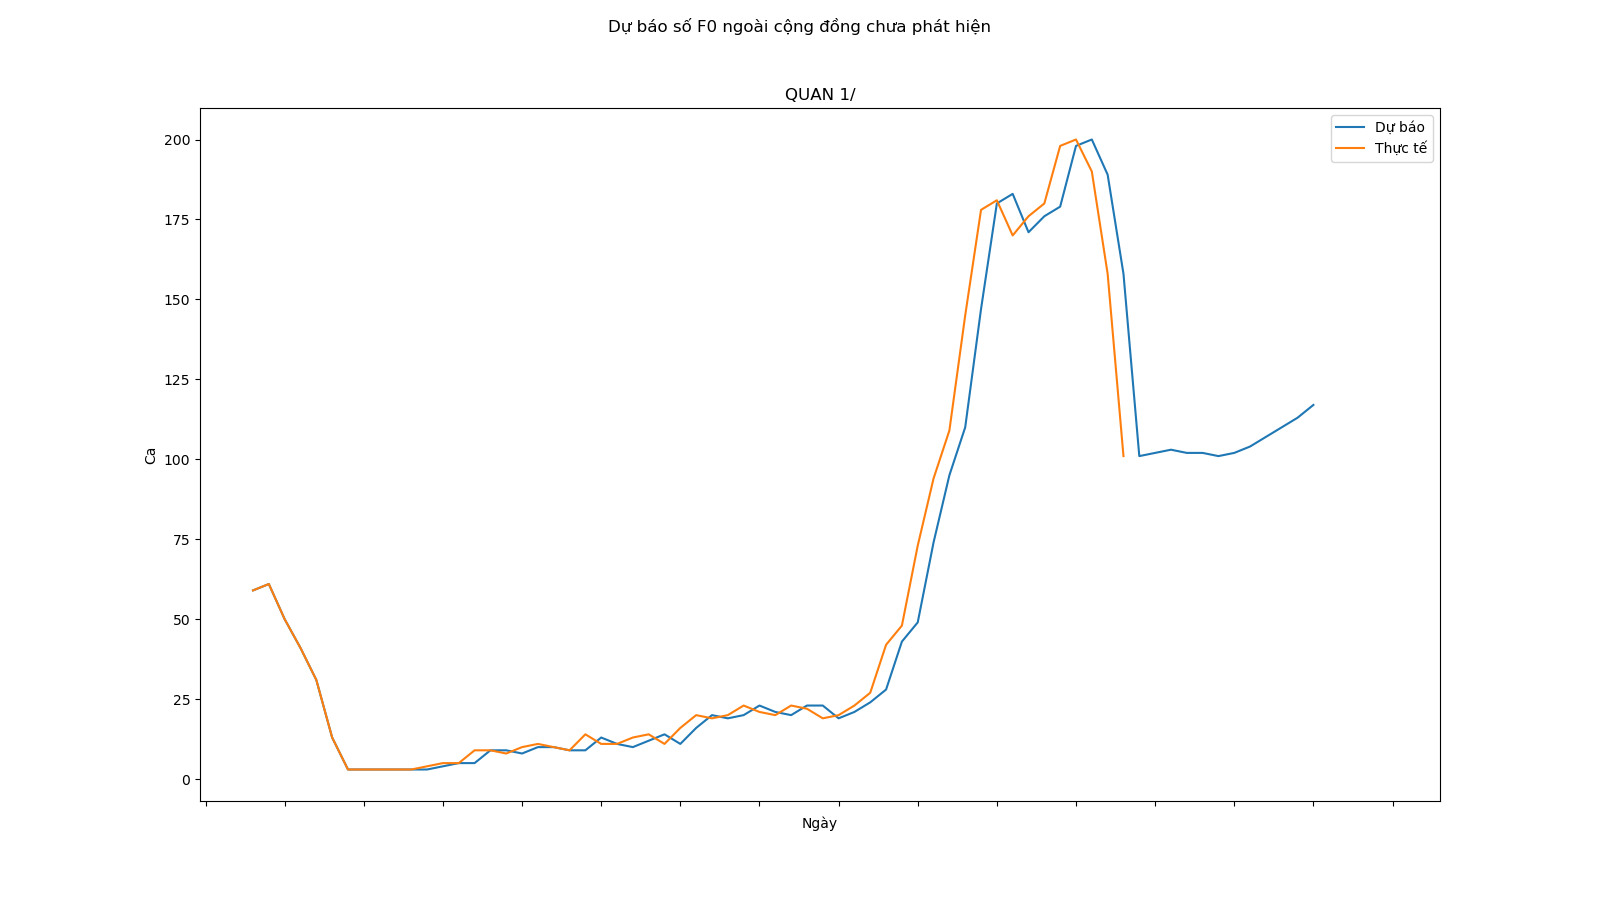 Dự báo số F0 ngoài cộng đồng chưa phát hiện
QUAN 1/
Dự báo
Thực tế
200
175
150
125
100
75
50
25
0
Ca
Ngày